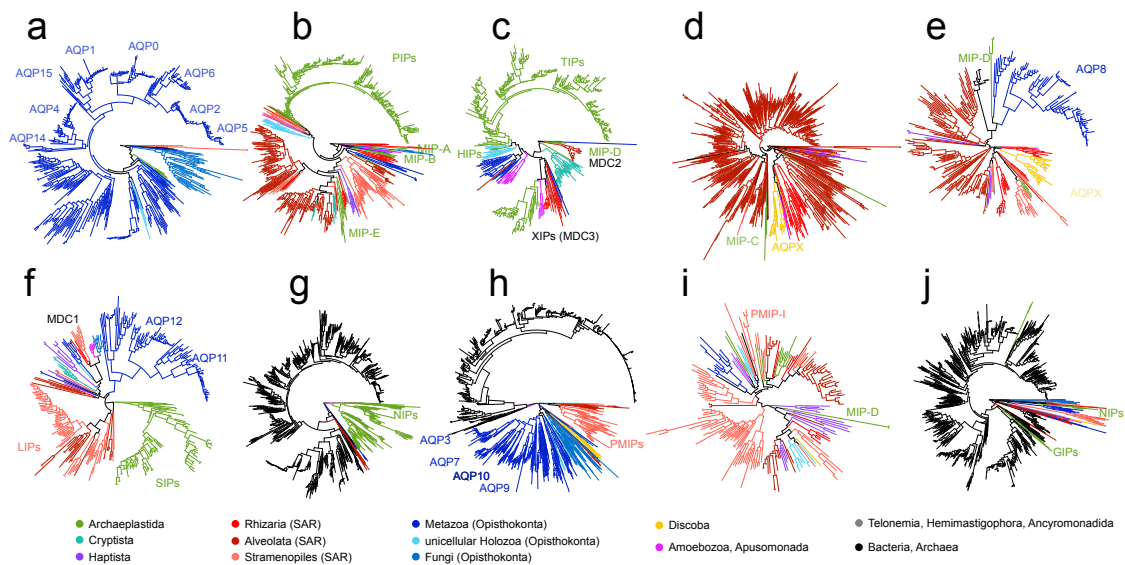 a
AQP1
AQP0
AQP15
AQP6
AQP4
AQP2
AQP14
AQP5
b
PIPs
MIP-A
MIP-B
MIP-E
c
TIPs
HIPs
MIP-D
MDC2
XIPs (MDC3)
d
MIP-C
AQPX
e
MIP-D
AQP8
AQPX
f
MDC1
AQP12
AQP11
LIPs
SIPs
g
NIPs
h
AQP3
AQP7
AQP10
AQP9
PMIPs
i
PMIP-I
MIP-D
j
NIPs
GIPs
Archaeplastida
Cryptista
Haptista
Rhizaria (SAR)
Alveolata (SAR)
Stramenopiles (SAR)
Metazoa (Opisthokonta)
unicellular Holozoa (Opisthokonta)
Fungi (Opisthokonta)
Discoba
Amoebozoa, Apusomonada
Telonemia, Hemimastigophora, Ancyromonadida
Bacteria, Archaea